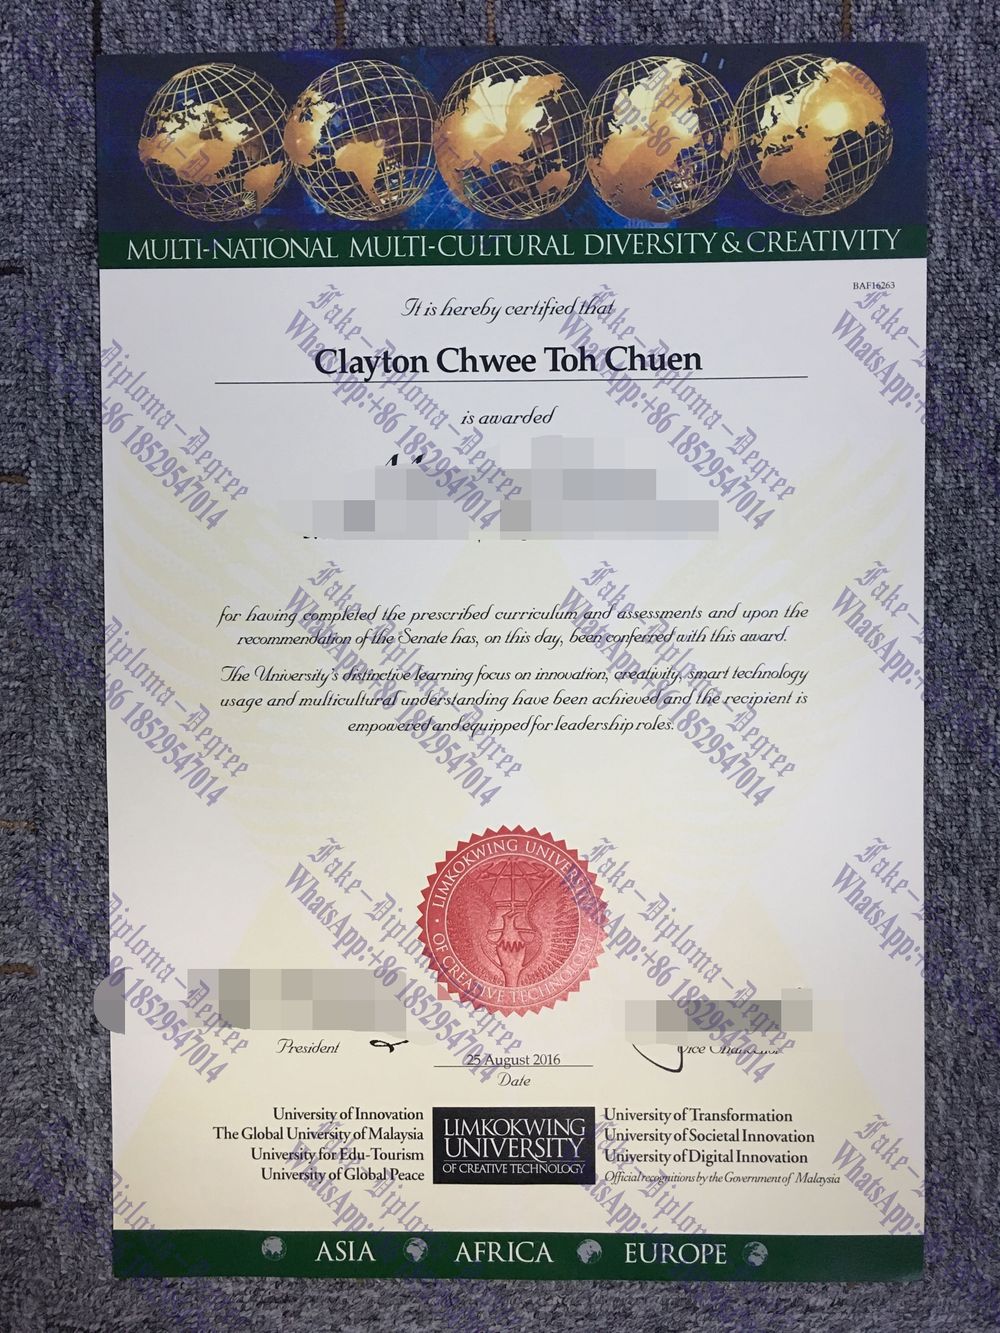 MULTI-NATIONAL MULTI-CULTURAL DIVERSITY & CREATIVITY
BAF16263
It is hereby certified that
Clayton Chwee Toh Chuen
is awarded
for having completed the prescribed curriculum and assessments and upon the
recommendation of the Senate has, on this day, been conferred with this award.
The University's distinctive learning focus on innovation, creativity, smart technology
usage and multicultural understanding have been achieved and the recipient is
empowered and equipped for leadership roles.
LIMKOKWING UNIVERSITY
OF CREATIVE TECHNOLOGY
President
Vice Chancellor
25 August 2016
Date
University of Innovation
The Global University of Malaysia
University for Edu-Tourism
University of Global Peace
LIMKOKWING
UNIVERSITY
OF CREATIVE TECHNOLOGY
University of Transformation
University of Societal Innovation
University of Digital Innovation
Official recognitions by the Government of Malaysia
ASIA AFRICA EUROPE
Fake-Diploma-Degree
WhatsApp:+86 18529547014